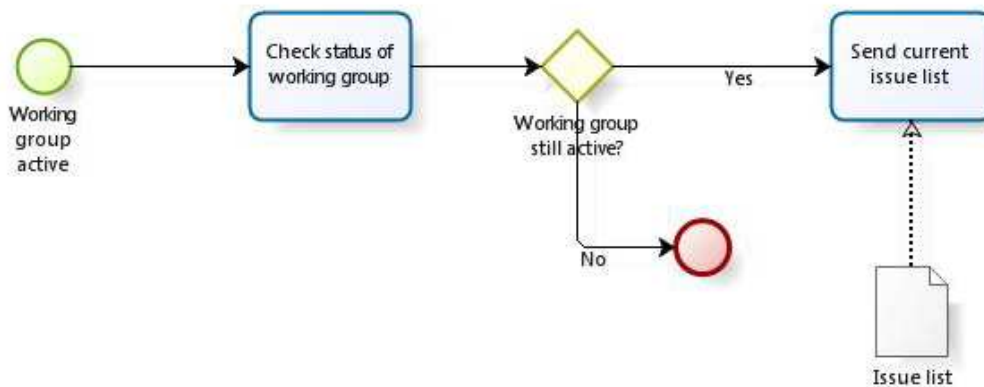 Working
group
active
Check status of
working group
Working group
still active?
Yes
No
Send current
issue list
Issue list